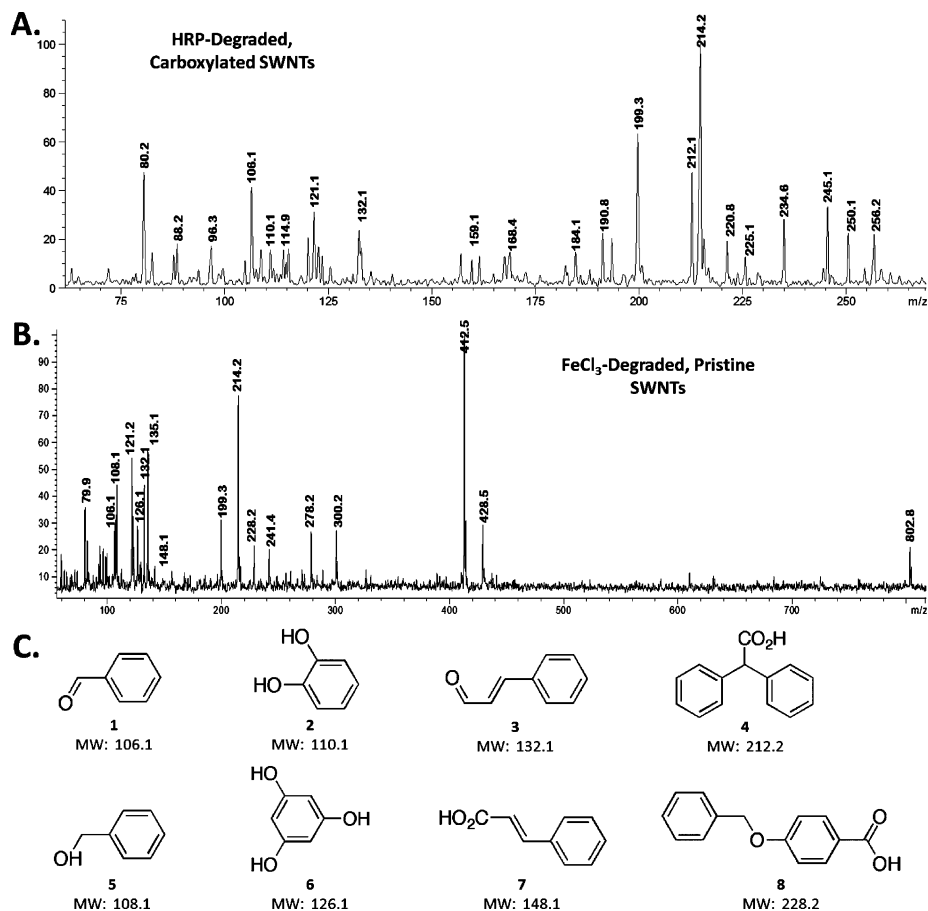 A.
HRP-Degraded,
Carboxylated SWNTs
100
80
60
40
20
0
80.2
88.2
96.3
106.1
110.1
114.9
121.1
132.1
159.1
168.4
184.1
190.8
199.3
212.1
214.2
220.8
225.1
234.6
245.1
250.1
256.2
75 100 125 150 175 200 225 250 m/z
B.
FeCl₃-Degraded, Pristine
SWNTs
90
80
70
60
50
40
30
20
10
79.9
106.1
108.1
121.2
126.1
132.1
135.1
148.1
199.3
214.2
228.2
241.4
278.2
300.2
412.5
428.5
802.8
100 200 300 400 500 600 700 m/z
C.
O
1
MW: 106.1
HO
HO
2
MW: 110.1
O
3
MW: 132.1
CO₂H
4
MW: 212.2
OH
5
MW: 108.1
HO
OH
HO
6
MW: 126.1
HO₂C
7
MW: 148.1
O
O
OH
8
MW: 228.2